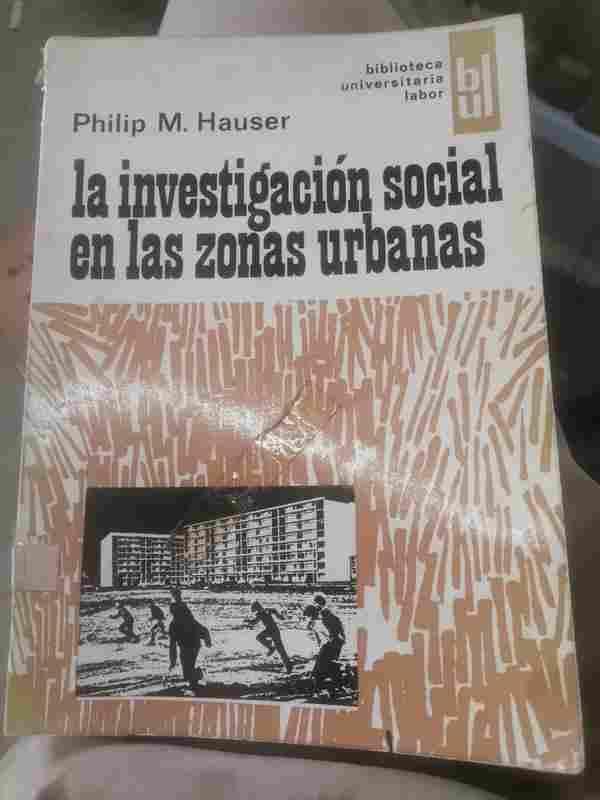 biblioteca
universitaria
labor
bul
Philip M. Hauser
la investigación social
en las zonas urbanas